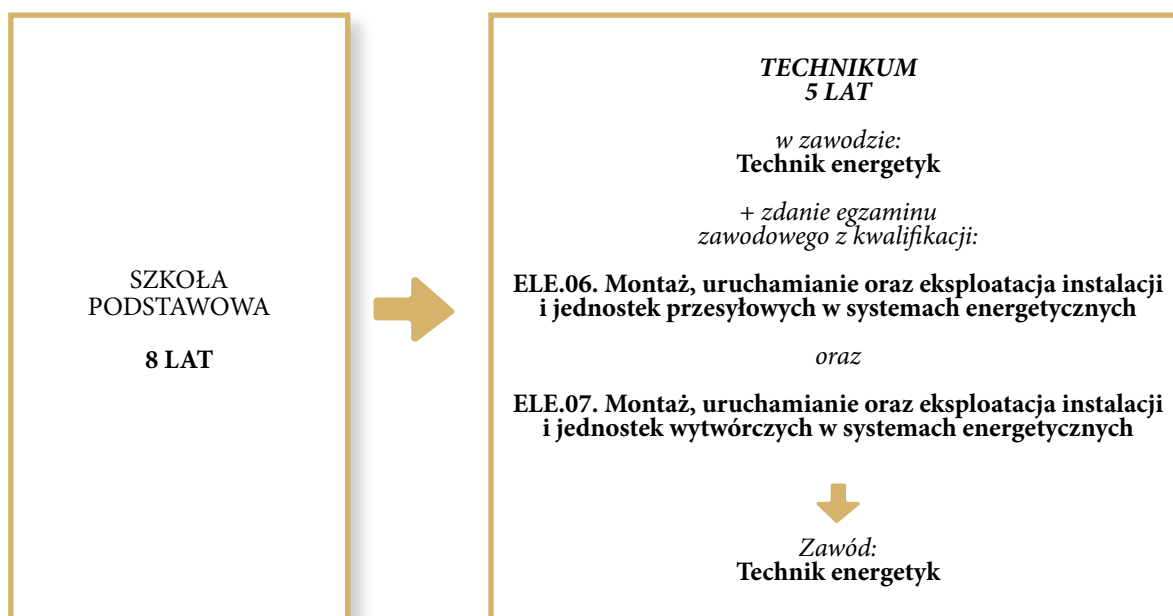 SZKOŁA
PODSTAWOWA
8 LAT
TECHNIKUM
5 LAT
w zawodzie:
Technik energetyk
+ zdanie egzaminu
zawodowego z kwalifikacji:
ELE.06. Montaż, uruchamianie oraz eksploatacja instalacji
i jednostek przesyłowych w systemach energetycznych
oraz
ELE.07. Montaż, uruchamianie oraz eksploatacja instalacji
i jednostek wytwórczych w systemach energetycznych
Zawód:
Technik energetyk